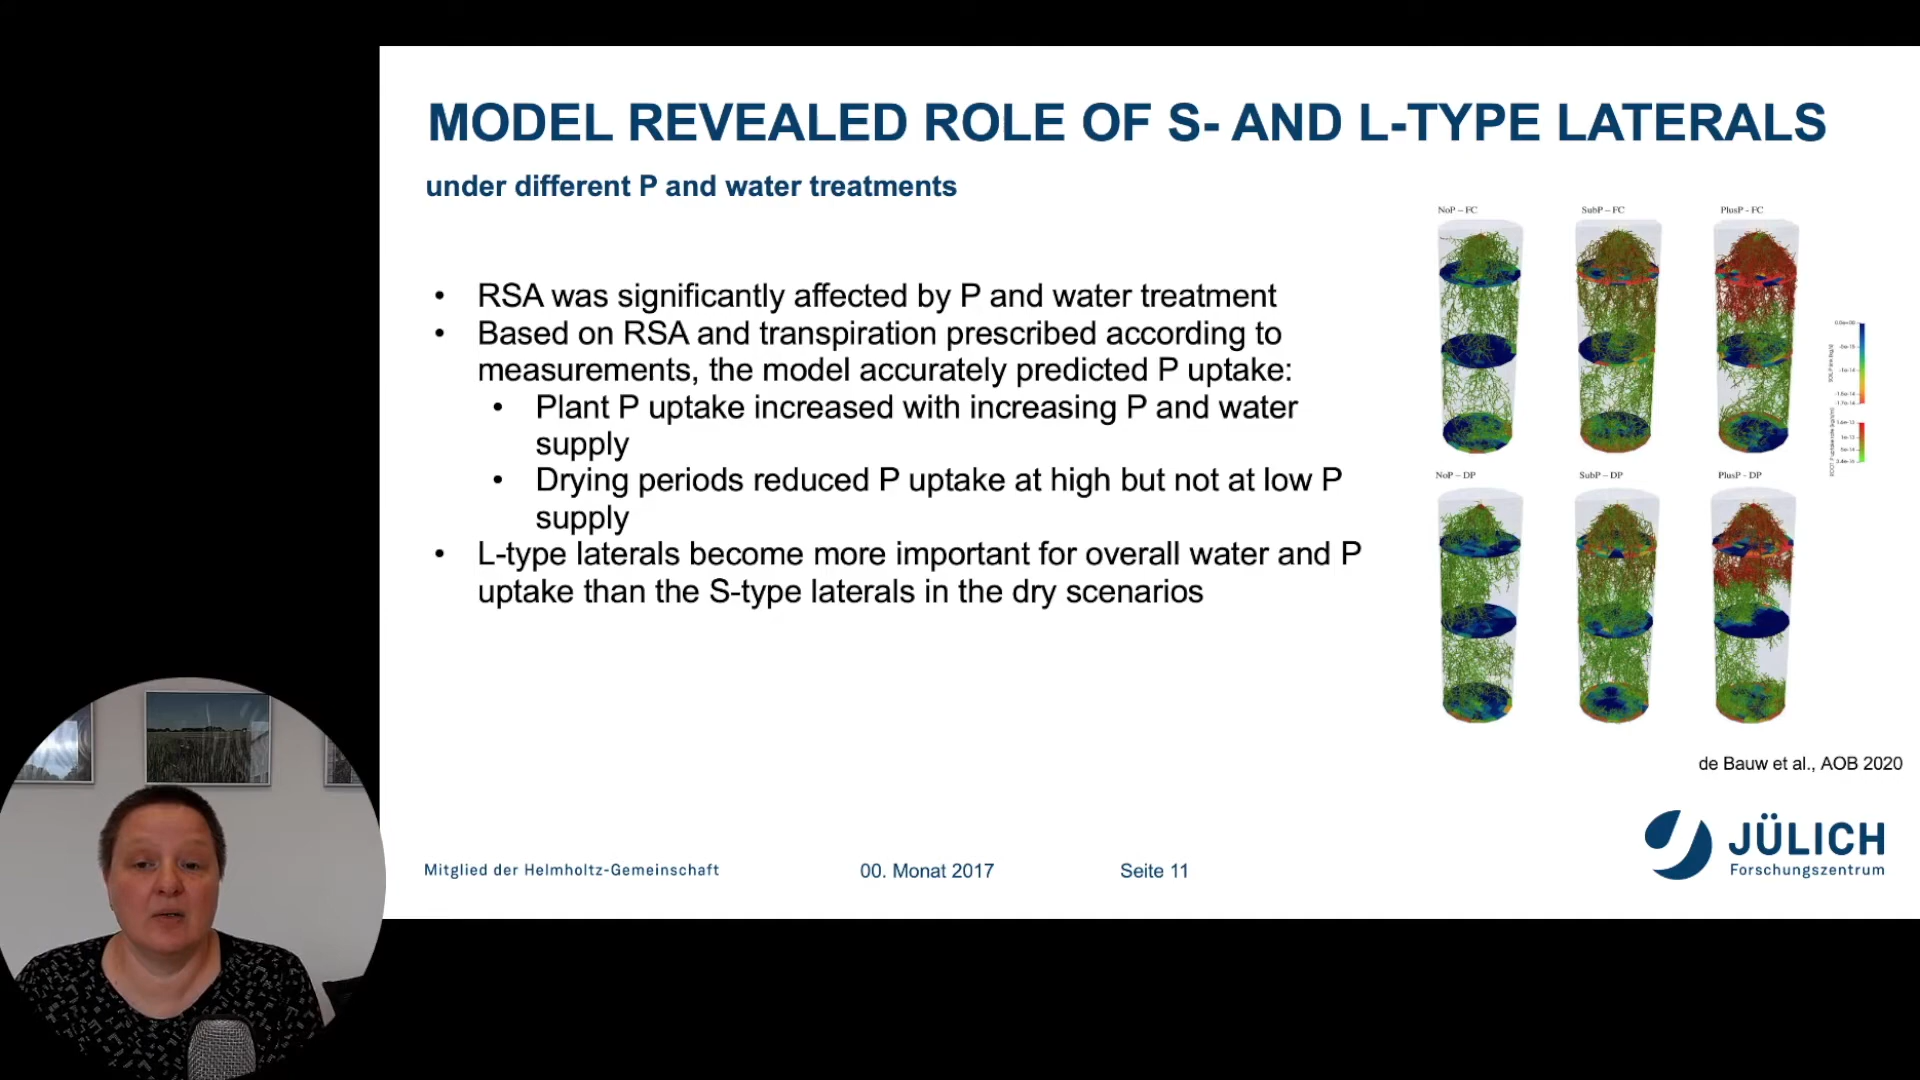 MODEL REVEALED ROLE OF S- AND L-TYPE LATERALS
under different P and water treatments
• RSA was significantly affected by P and water treatment
• Based on RSA and transpiration prescribed according to
measurements, the model accurately predicted P uptake:
• Plant P uptake increased with increasing P and water
supply
• Drying periods reduced P uptake at high but not at low P
supply
• L-type laterals become more important for overall water and P
uptake than the S-type laterals in the dry scenarios
NoP – FC
SubP – FC
PlusP - FC
NoP – DP
SubP – DP
PlusP - DP
de Bauw et al., AOB 2020
JÜLICH
Forschungszentrum
Mitglied der Helmholtz-Gemeinschaft
00. Monat 2017
Seite 11